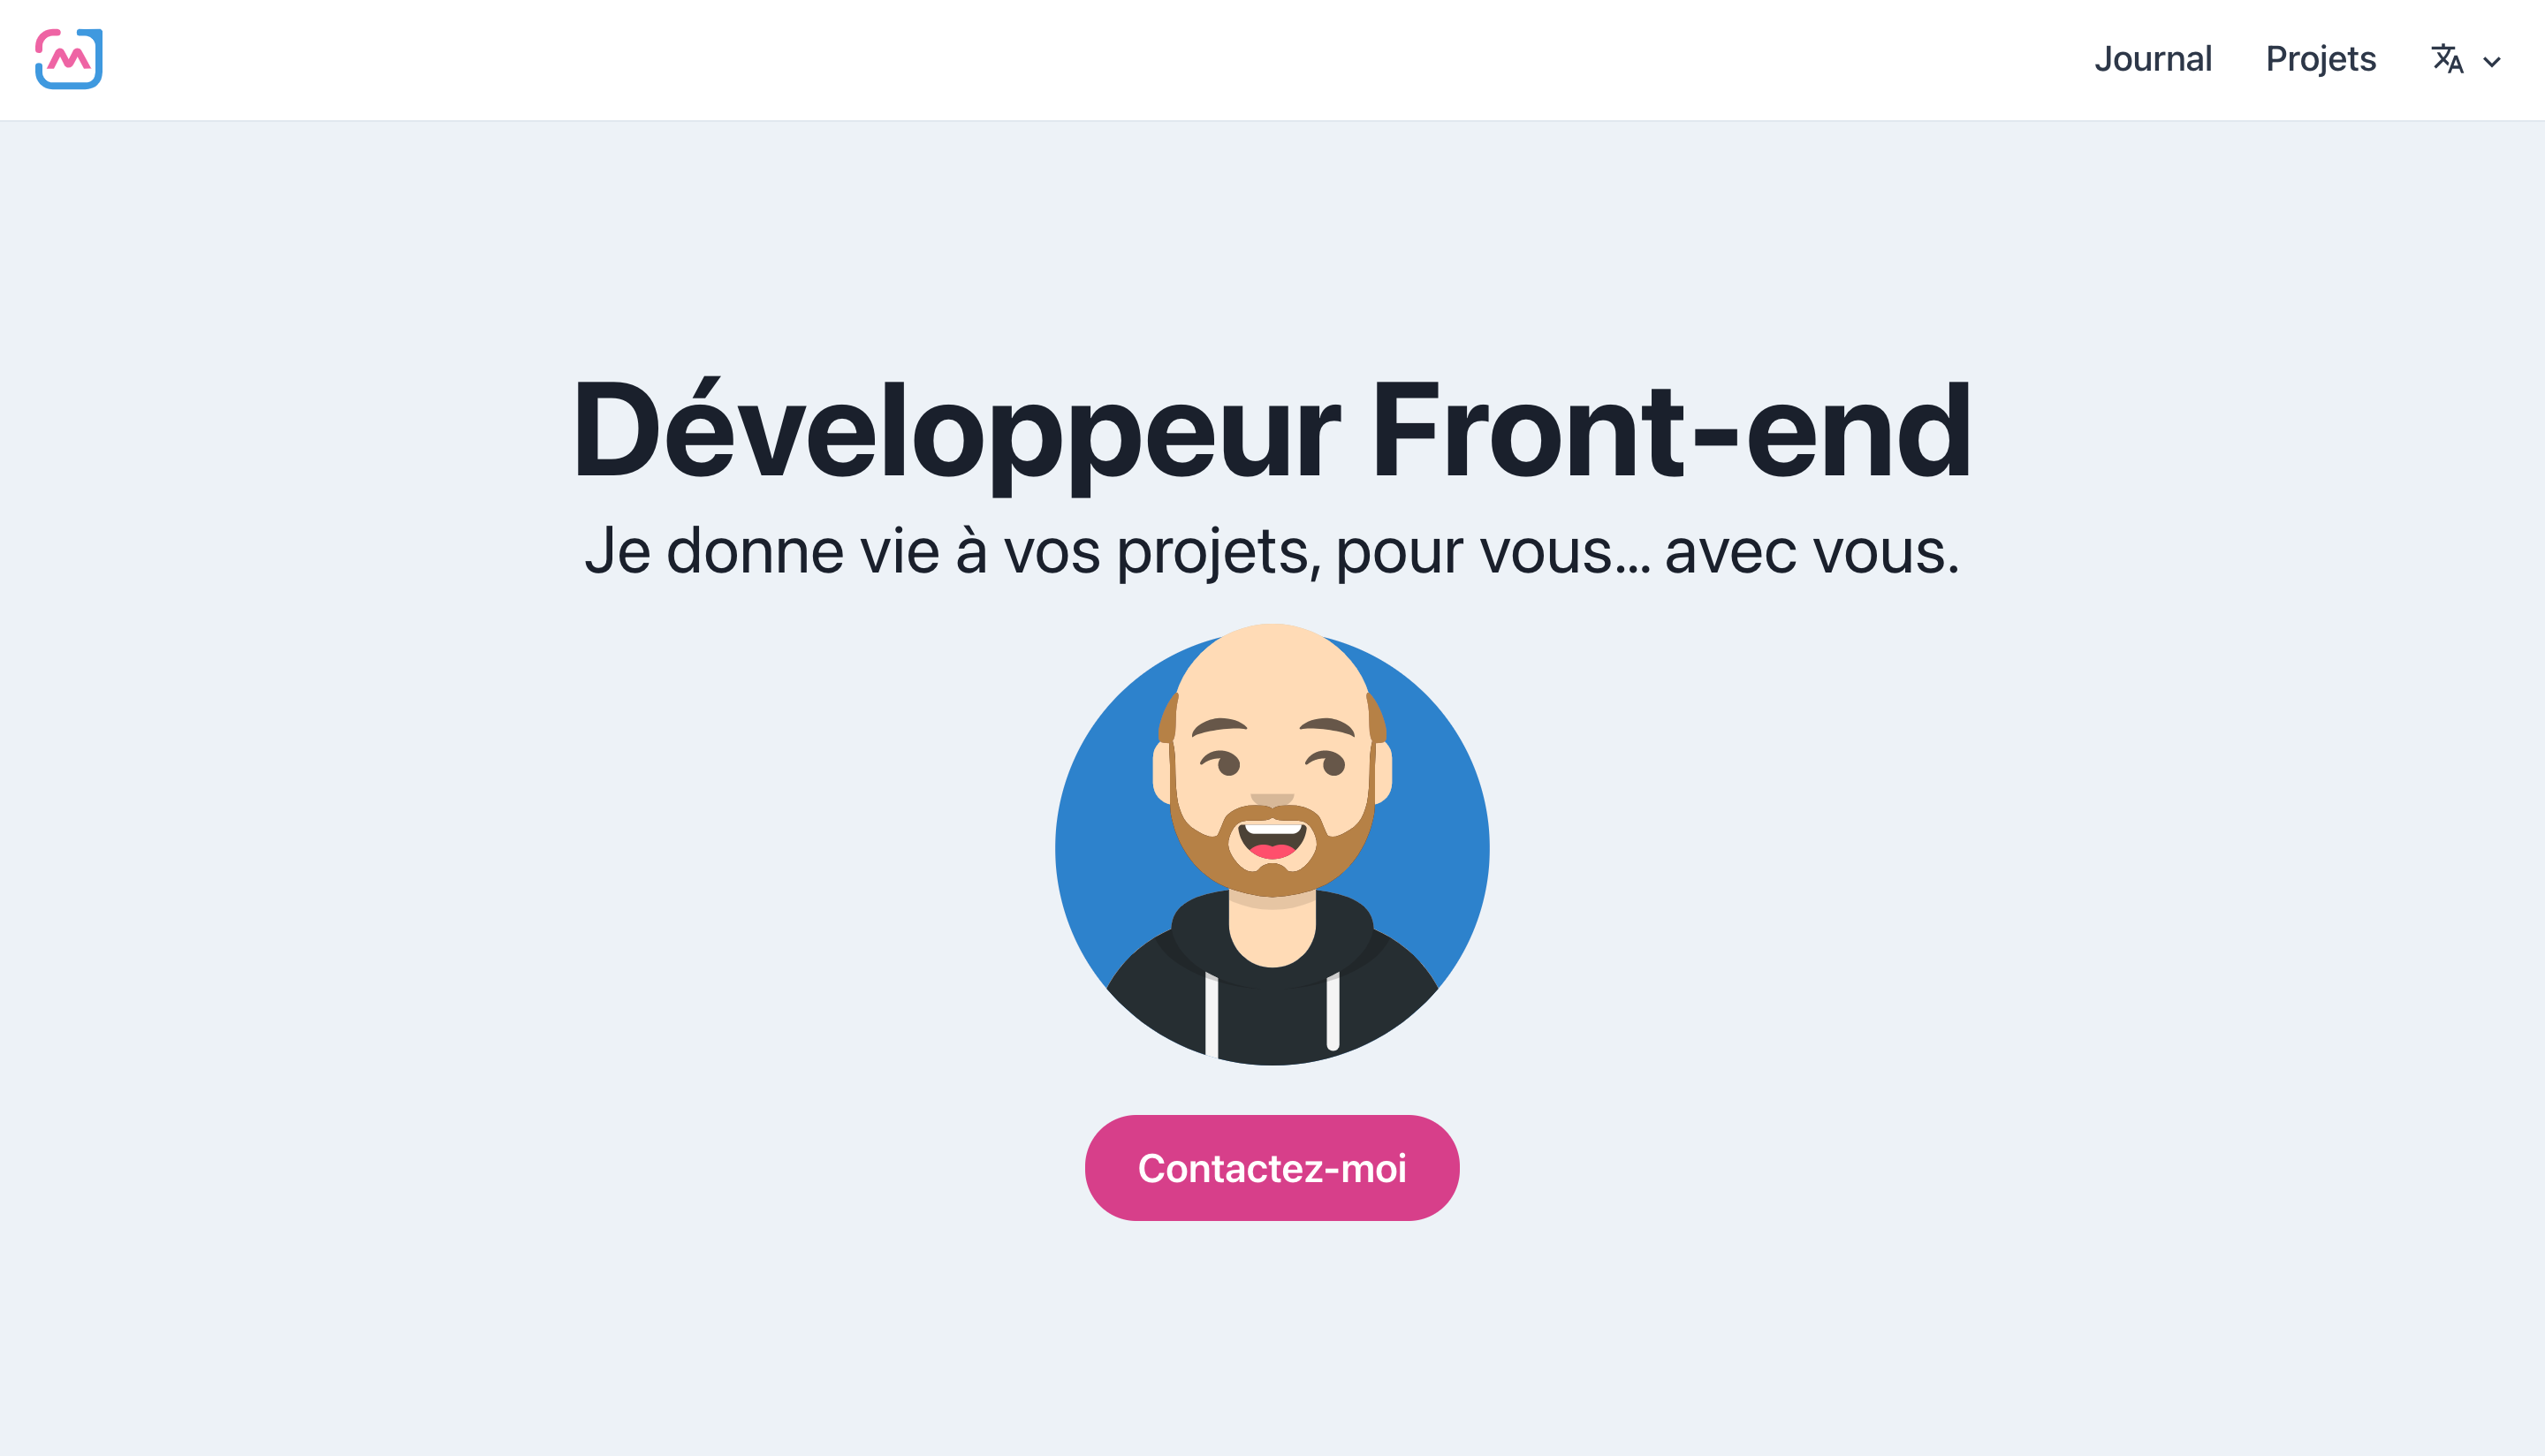 Journal Projets
Développeur Front-end
Je donne vie à vos projets, pour vous... avec vous.
Contactez-moi